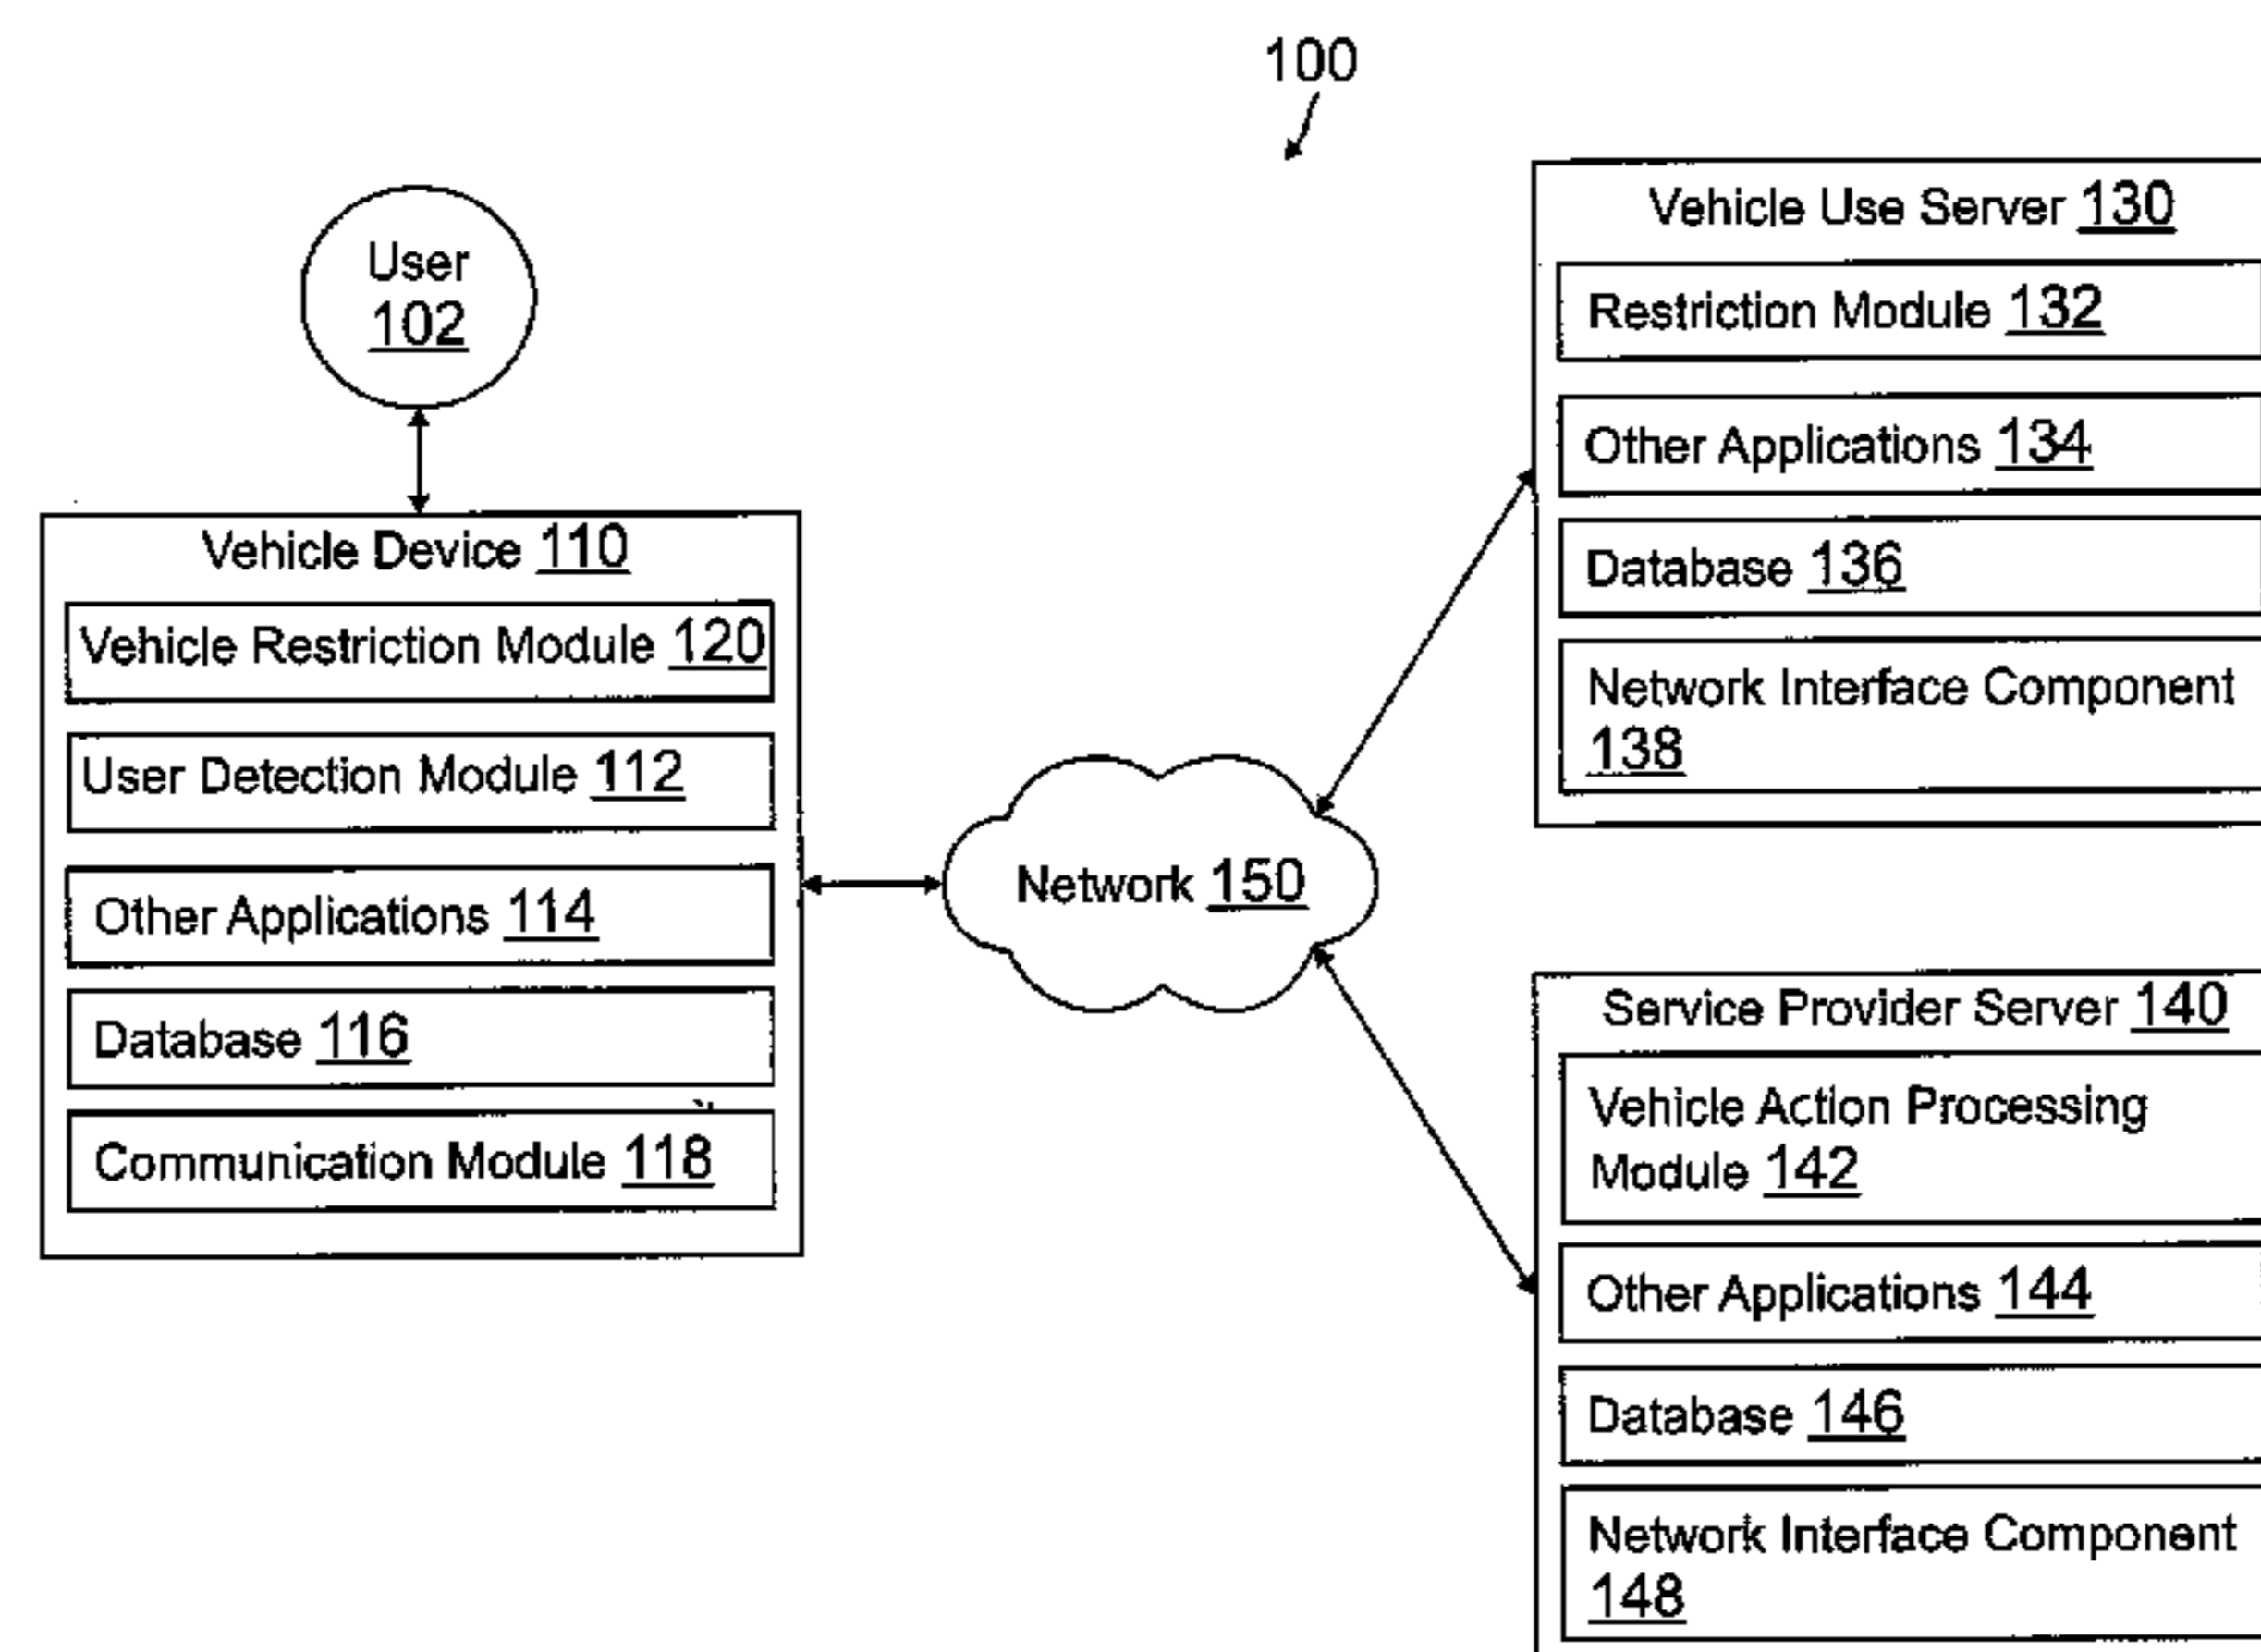 100
User
102
Vehicle Device 110
Vehicle Restriction Module 120
User Detection Module 112
Other Applications 114
Database 116
Communication Module 118
Network 150
Vehicle Use Server 130
Restriction Module 132
Other Applications 134
Database 136
Network Interface Component
138
Service Provider Server 140
Vehicle Action Processing
Module 142
Other Applications 144
Database 146
Network Interface Component
148